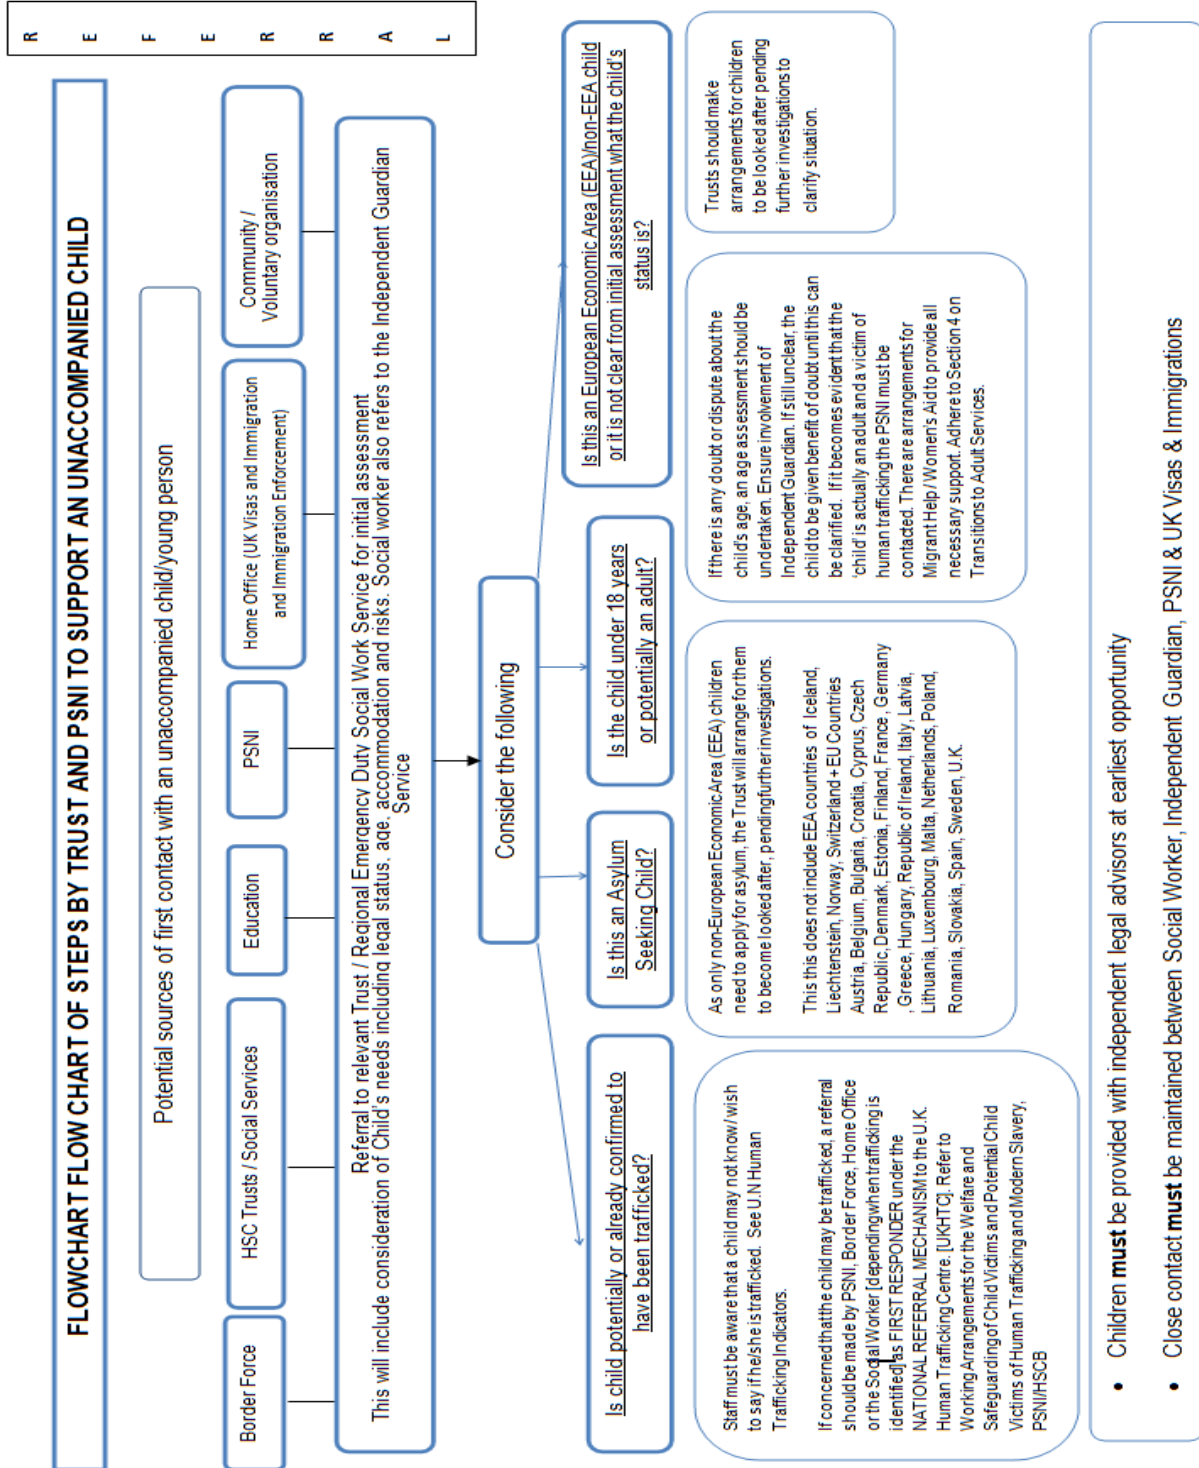 R E F E R R A L
FLOWCHART FLOW CHART OF STEPS BY TRUST AND PSNI TO SUPPORT AN UNACCOMPANIED CHILD
Potential sources of first contact with an unaccompanied child/young person
Border Force
HSC Trusts / Social Services
Education
PSNI
Home Office (UK Visas and Immigration
and Immigration Enforcement)
Community /
Voluntary organisation
Referral to relevant Trust / Regional Emergency Duty Social Work Service for initial assessment
This will include consideration of Child's needs including legal status, age, accommodation and risks. Social worker also refers to the Independent Guardian
Service
Consider the following
Is child potentially or already confirmed to
have been trafficked?
Is this an Asylum
Seeking Child?
Is the child under 18 years
or potentially an adult?
Is this an European Economic Area (EEA)/non-EEA child
or it is not clear from initial assessment what the child's
status is?
Staff must be aware that a child may not know / wish
to say if he/she is trafficked. See U.N Human
Trafficking Indicators.
If concerned that the child may be trafficked, a referral
should be made by PSNI, Border Force, Home Office
or the Social Worker [depending when trafficking is
identified] as FIRST RESPONDER under the
NATIONAL REFERRAL MECHANISM to the U.K.
Human Trafficking Centre. [UKHTC]. Refer to
Working Arrangements for the Welfare and
Safeguarding of Child Victims and Potential Child
Victims of Human Trafficking and Modern Slavery,
PSNI/HSCB
As only non-European Economic Area (EEA) children
need to apply for asylum, the Trust will arrange for them
to become looked after, pending further investigations.
This this does not include EEA countries of Iceland,
Liechtenstein, Norway, Switzerland + EU Countries
Austria, Belgium, Bulgaria, Croatia, Cyprus, Czech
Republic, Denmark, Estonia, Finland, France, Germany
, Greece, Hungary, Republic of Ireland, Italy, Latvia,
Lithuania, Luxembourg, Malta, Netherlands, Poland,
Romania, Slovakia, Spain, Sweden, U.K.
If there is any doubt or dispute about the
child's age, an age assessment should be
undertaken. Ensure involvement of
Independent Guardian. If still unclear, the
child to be given benefit of doubt until this can
be clarified. If it becomes evident that the
'child' is actually an adult and a victim of
human trafficking the PSNI must be
contacted. There are arrangements for
Migrant Help / Women's Aid to provide all
necessary support. Adhere to Section 4 on
Transitions to Adult Services.
Trusts should make
arrangements for children
to be looked after pending
further investigations to
clarify situation.
• Children must be provided with independent legal advisors at earliest opportunity
• Close contact must be maintained between Social Worker, Independent Guardian, PSNI & UK Visas & Immigrations